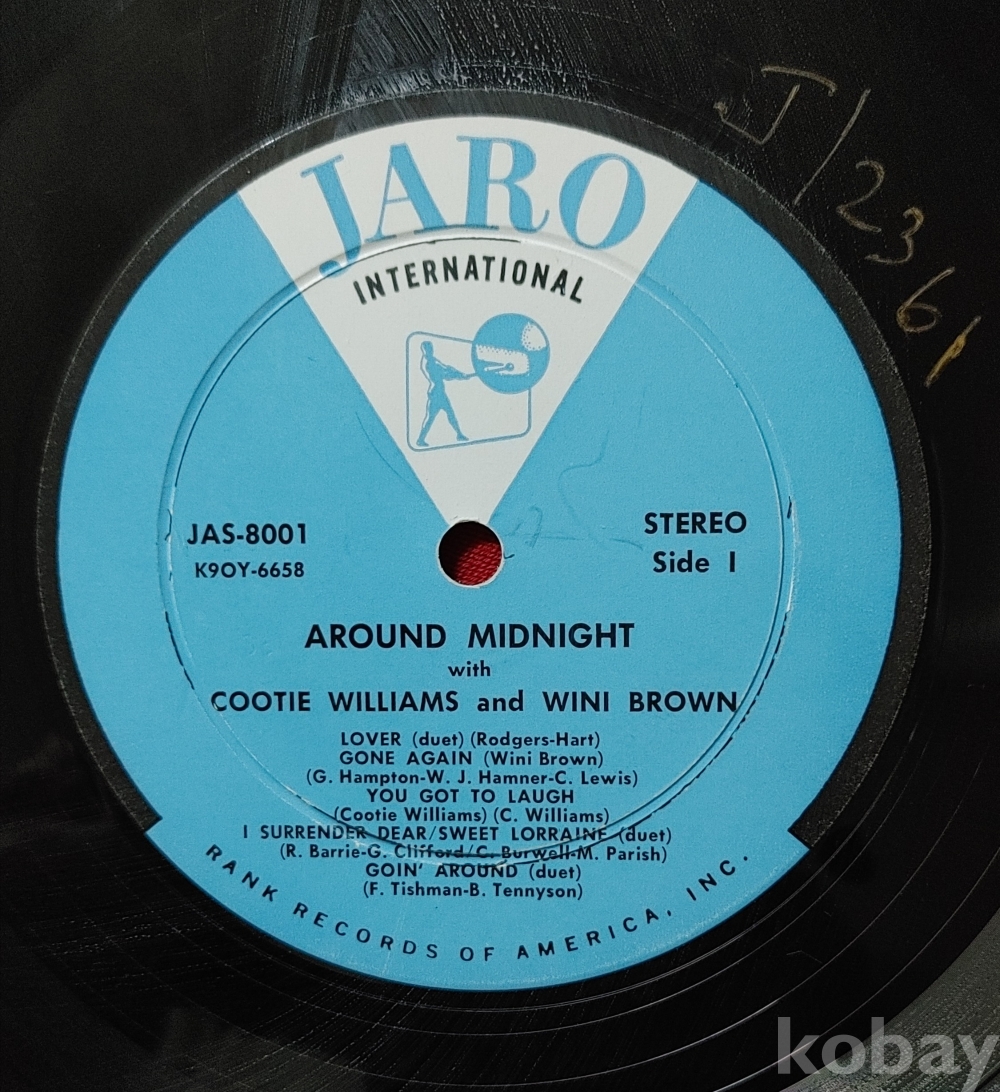 JARO
INTERNATIONAL
J/2361
JAS-8001
K9OY-6658
STEREO
Side 1
AROUND MIDNIGHT
with
COOTIE WILLIAMS and WINI BROWN
LOVER (duet) (Rodgers-Hart)
GONE AGAIN (Wini Brown)
(G. Hampton-W. J. Hamner-C. Lewis)
YOU GOT TO LAUGH
(Cootie Williams) (C. Williams)
I SURRENDER DEAR/SWEET LORRAINE (duet)
(R. Barrie-G. Clifford/C. Burwell-M. Parish)
GOIN' AROUND (duet)
(F. Tishman-B. Tennyson)
RANK RECORDS OF AMERICA, INC.
kobay